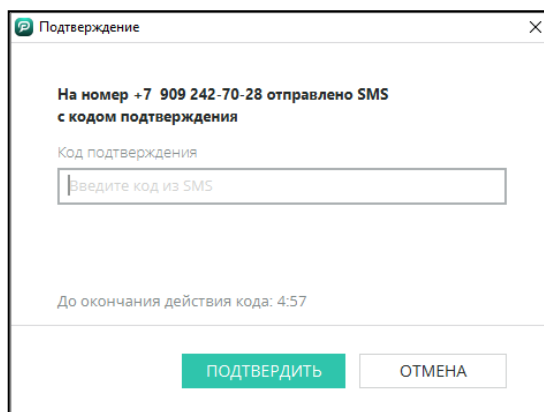 Подтверждение
На номер +7 909 242-70-28 отправлено SMS
с кодом подтверждения
Код подтверждения
Введите код из SMS
До окончания действия кода: 4:57
ПОДТВЕРДИТЬ
ОТМЕНА